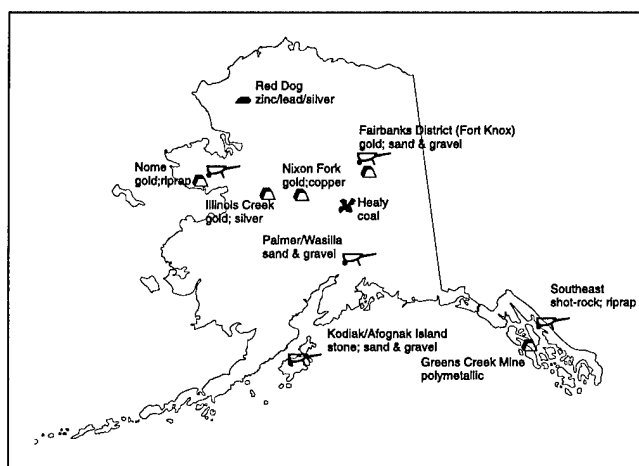 Red Dog
zinc/lead/silver
Fairbanks District (Fort Knox)
gold; sand & gravel
Nome
gold;riprap
Nixon Fork
gold;copper
Illinois Creek
gold; silver
Healy
coal
Palmer/Wasilla
sand & gravel
Southeast
shot-rock; riprap
Kodiak/Afognak Island
stone; sand & gravel
Greens Creek Mine
polymetallic